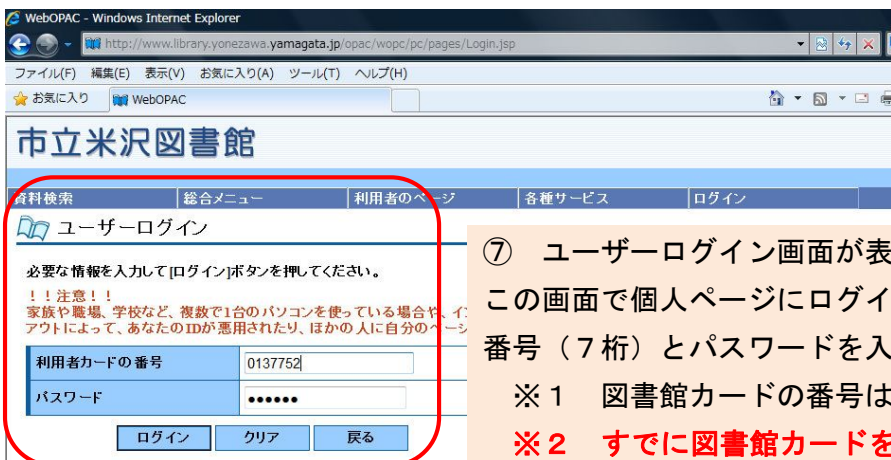 WebOPAC - Windows Internet Explorer
http://www.library.yonezawa.yamagata.jp/opac/wopc/pc/pages/Login.jsp
ファイル(F) 編集(E) 表示(V) お気に入り(A) ツール(T) ヘルプ(H)
お気に入り WebOPAC
市立米沢図書館
資料検索 総合メニュー 利用者のページ 各種サービス ログイン
ユーザーログイン
必要な情報を入力して[ログイン]ボタンを押してください。
!!注意!!
家族や職場、学校など、複数で1台のパソコンを使っている場合や、イ
アウトによって、あなたのIDが悪用されたり、ほかの人に自分のページ
利用者カードの番号 0137752
パスワード ●●●●●●
ログイン クリア 戻る
⑦ ユーザーログイン画面が表
この画面で個人ページにログイ
番号（７桁）とパスワードを入
※１ 図書館カードの番号は
※２ すでに図書館カードを